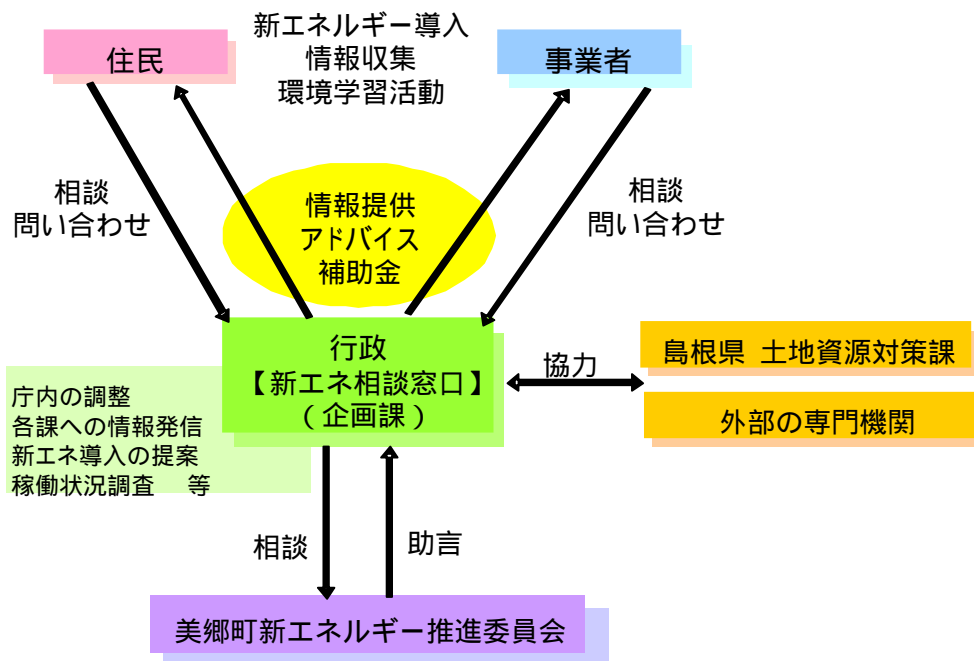 住民
新エネルギー導入
情報収集
環境学習活動
事業者
相談
問い合わせ
情報提供
アドバイス
補助金
相談
問い合わせ
行政
【新エネ相談窓口】
(企画課)
庁内の調整
各課への情報発信
新エネ導入の提案
稼働状況調査 等
協力
島根県 土地資源対策課
外部の専門機関
相談
助言
美郷町新エネルギー推進委員会